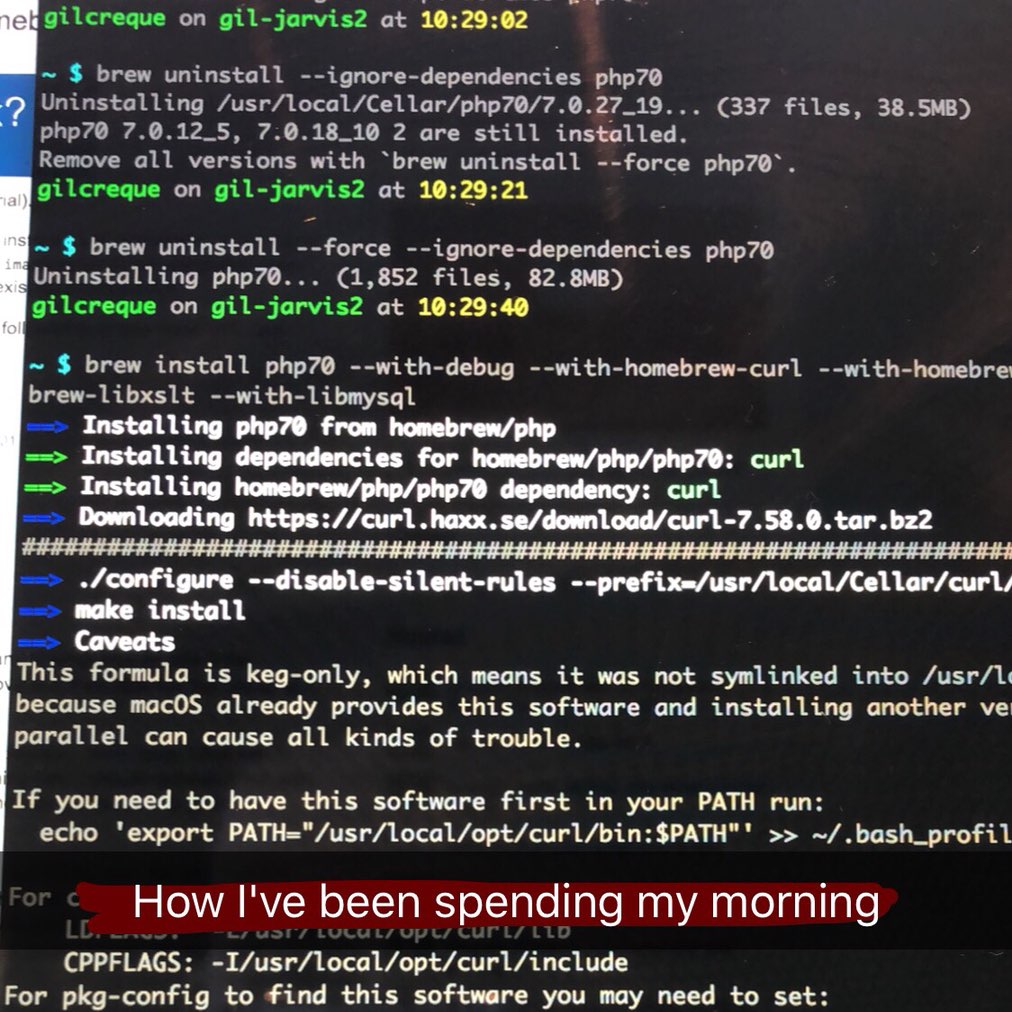 gilcreque on gil-jarvis2 at 10:29:02
~ $ brew uninstall --ignore-dependencies php70
Uninstalling /usr/local/Cellar/php70/7.0.27_19... (337 files, 38.5MB)
php70 7.0.12_5, 7.0.18_10 2 are still installed.
Remove all versions with `brew uninstall --force php70`.
gilcreque on gil-jarvis2 at 10:29:21
~ $ brew uninstall --force --ignore-dependencies php70
Uninstalling php70... (1,852 files, 82.8MB)
gilcreque on gil-jarvis2 at 10:29:40
~ $ brew install php70 --with-debug --with-homebrew-curl --with-homebrew
brew-libxslt --with-libmysql
==> Installing php70 from homebrew/php
==> Installing dependencies for homebrew/php/php70: curl
==> Installing homebrew/php/php70 dependency: curl
==> Downloading https://curl.haxx.se/download/curl-7.58.0.tar.bz2
########################################################################
==> ./configure --disable-silent-rules --prefix=/usr/local/Cellar/curl/
==> make install
==> Caveats
This formula is keg-only, which means it was not symlinked into /usr/lo
because macOS already provides this software and installing another ve
parallel can cause all kinds of trouble.
If you need to have this software first in your PATH run:
echo 'export PATH="/usr/local/opt/curl/bin:$PATH"' >> ~/.bash_profil
For
How I've been spending my morning
LDFLAGS: -L/usr/local/opt/curl/lib
CPPFLAGS: -I/usr/local/opt/curl/include
For pkg-config to find this software you may need to set: